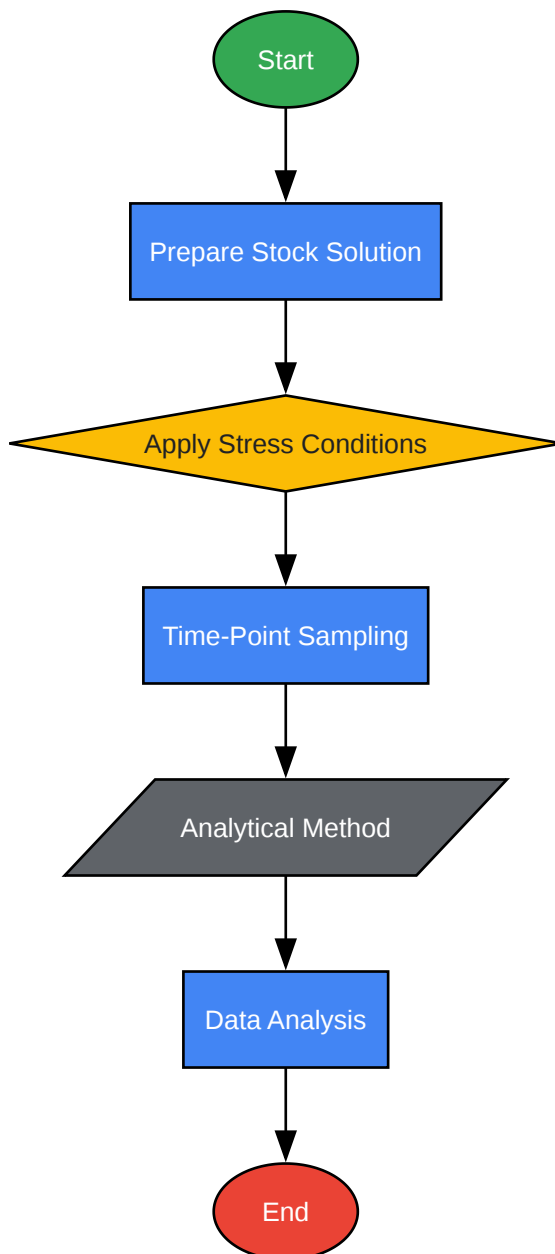 Start
Prepare Stock Solution
Apply Stress Conditions
Time-Point Sampling
Analytical Method
Data Analysis
End